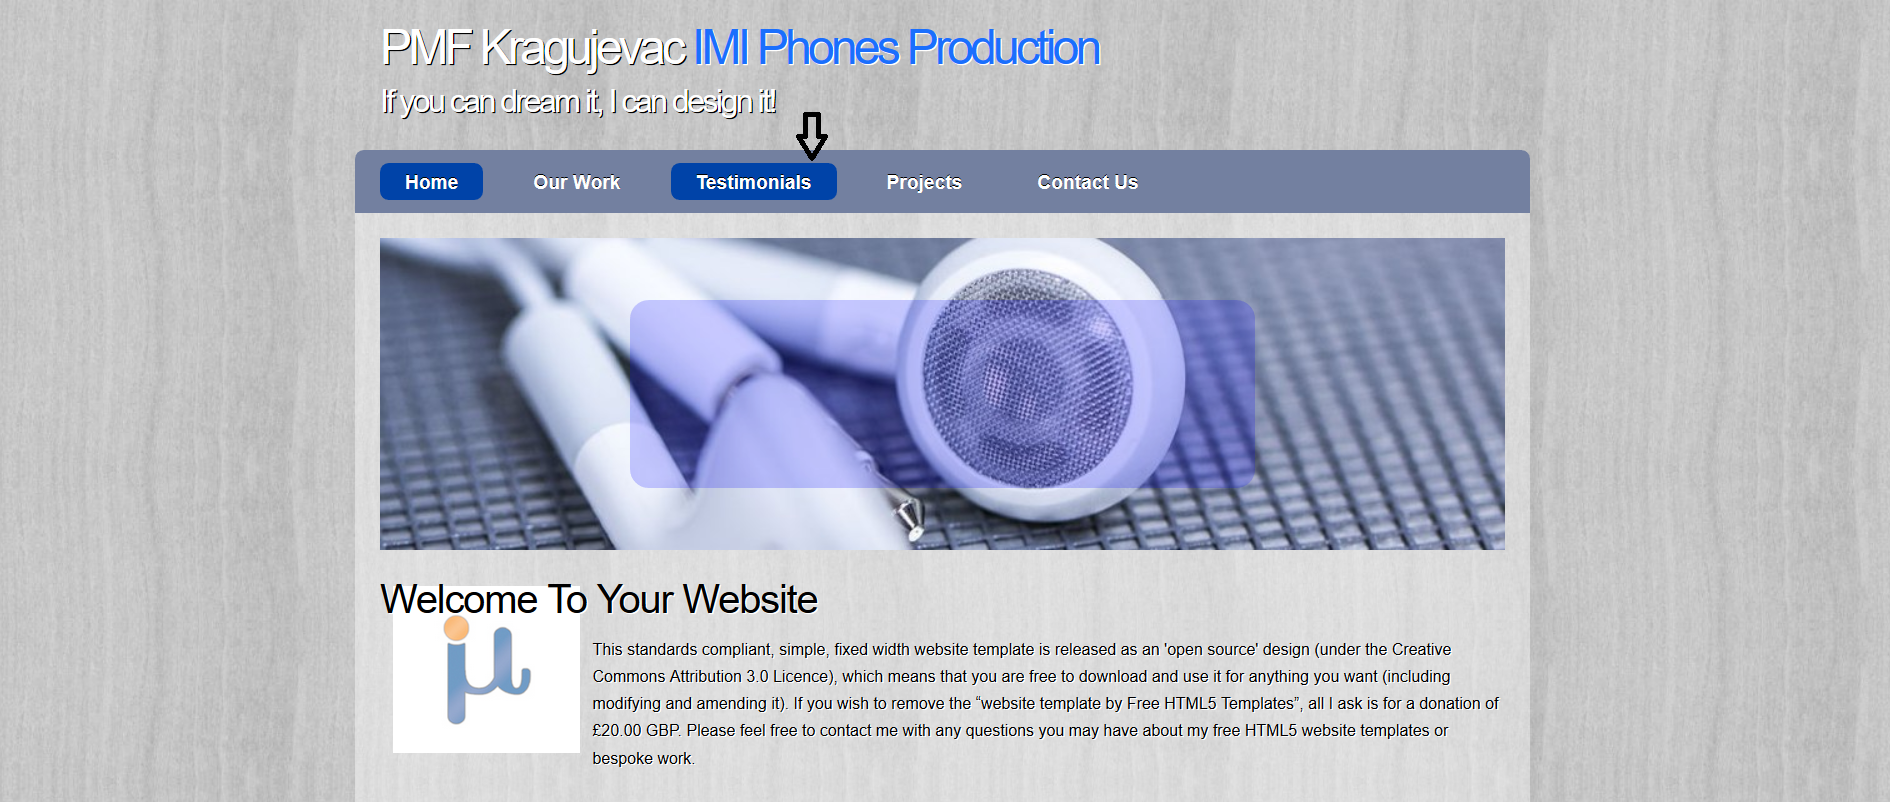 PMF Kragujevac IMI Phones Production
If you can dream it, I can design it!
Home Our Work Testimonials Projects Contact Us
Welcome To Your Website
This standards compliant, simple, fixed width website template is released as an 'open source' design (under the Creative
Commons Attribution 3.0 Licence), which means that you are free to download and use it for anything you want (including
modifying and amending it). If you wish to remove the “website template by Free HTML5 Templates”, all I ask is for a donation of
£20.00 GBP. Please feel free to contact me with any questions you may have about my free HTML5 website templates or
bespoke work.